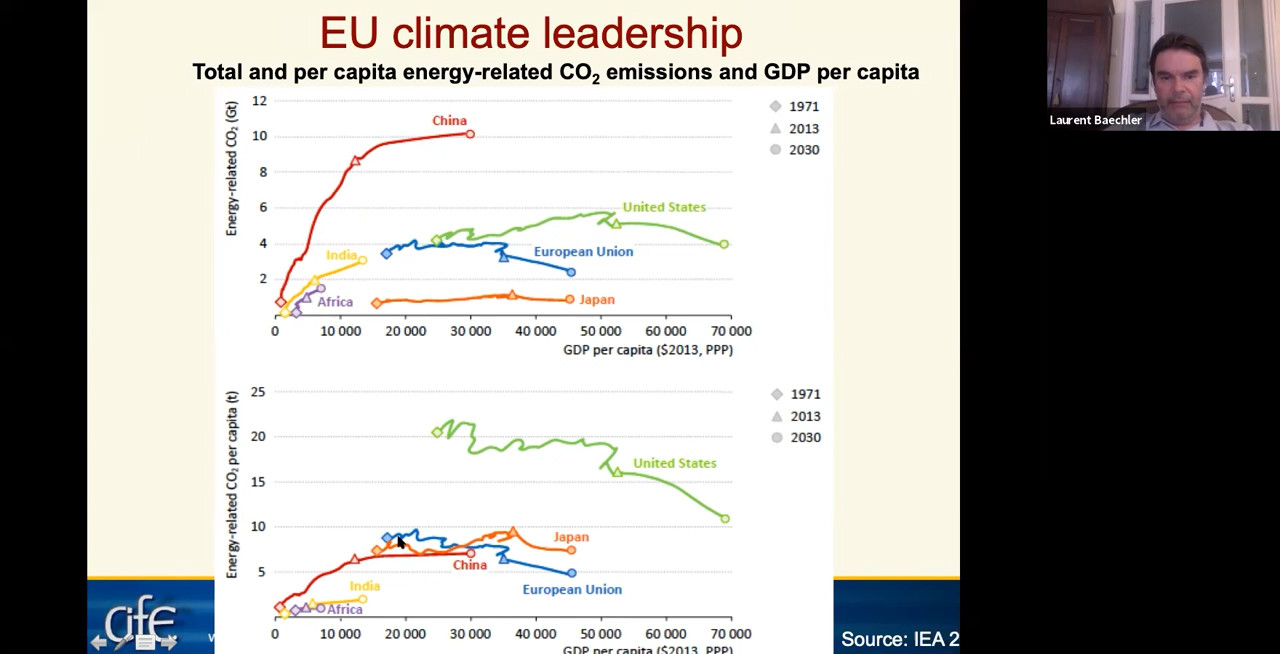 EU climate leadership
Total and per capita energy-related CO₂ emissions and GDP per capita
Laurent Baechler
Energy-related CO₂ (Gt)
12
10
8
6
4
2
0
10 000
20 000
30 000
40 000
50 000
60 000
70 000
GDP per capita ($2013, PPP)
China
United States
European Union
India
Africa
Japan
1971
2013
2030
Energy-related CO₂ per capita (t)
25
20
15
10
5
0
10 000
20 000
30 000
40 000
50 000
60 000
70 000
GDP per capita ($2013, PPP)
United States
Japan
China
European Union
India
Africa
1971
2013
2030
cife
w
Source: IEA 2